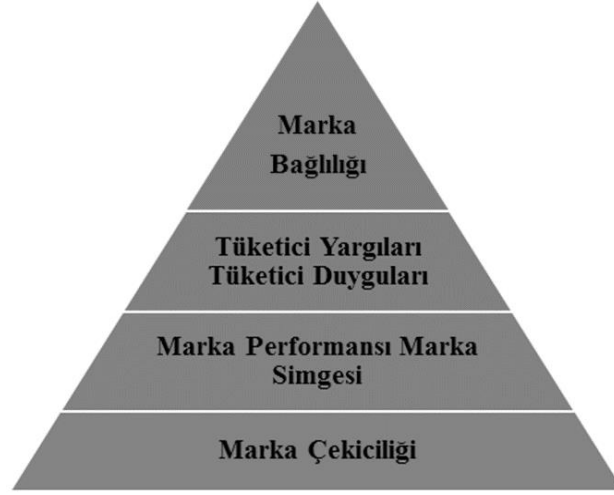 Marka
Bağlılığı
Tüketici Yargıları
Tüketici Duyguları
Marka Performansı Marka
Simgesi
Marka Çekiciliği